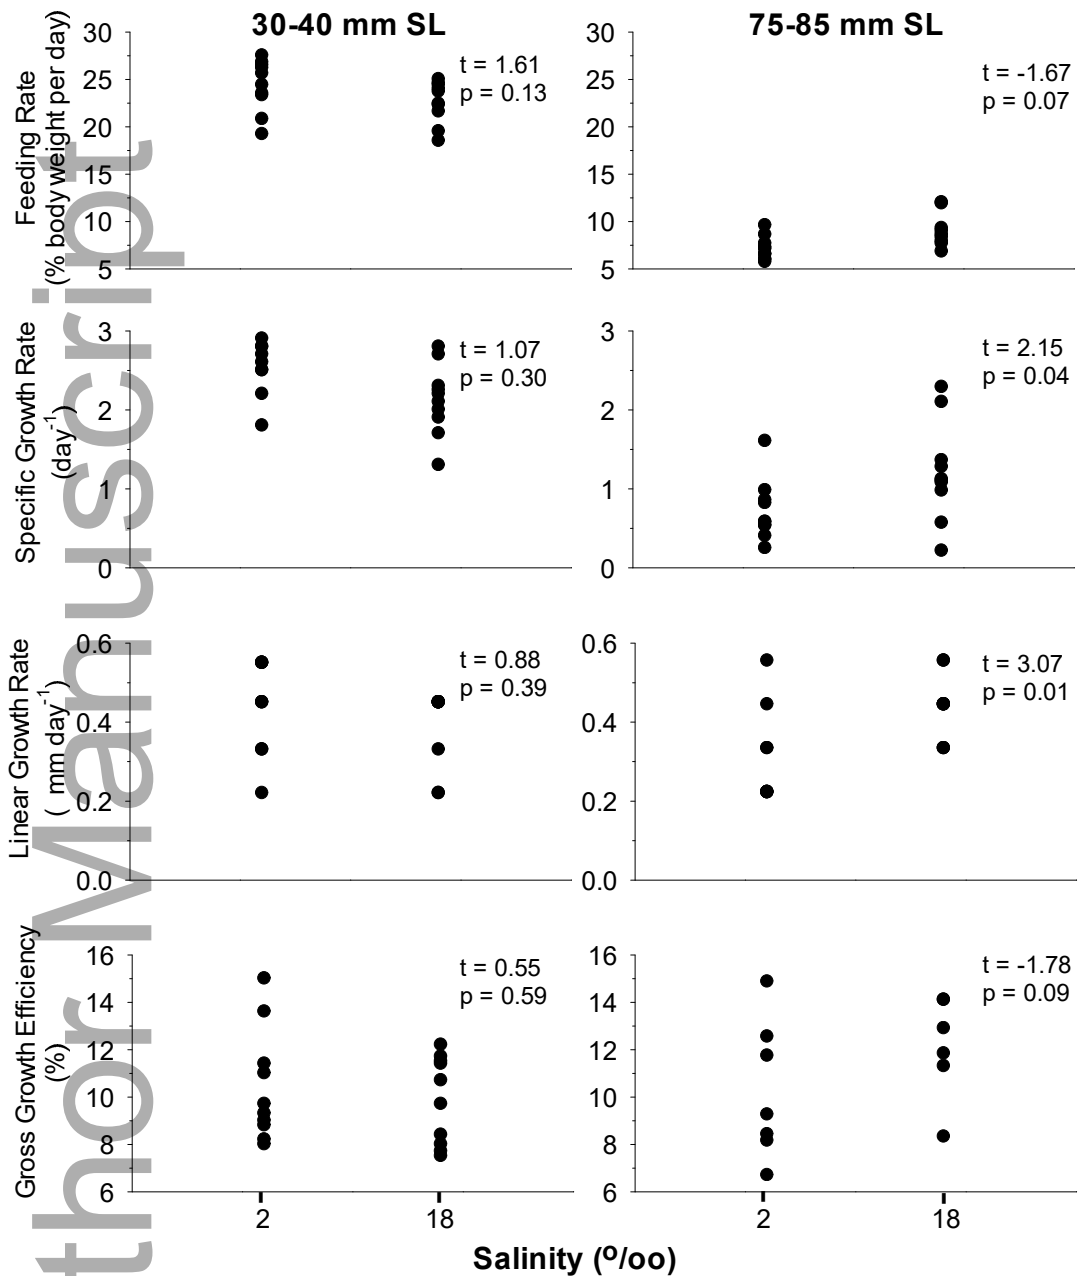 30-40 mm SL
75-85 mm SL
Feeding Rate
(% body weight per day)
30
25
20
15
10
5
t = 1.61
p = 0.13
30
25
20
15
10
5
t = -1.67
p = 0.07
Specific Growth Rate
(day-1)
3
2
1
0
t = 1.07
p = 0.30
3
2
1
0
t = 2.15
p = 0.04
Linear Growth Rate
( mm day-1)
0.6
0.4
0.2
0.0
t = 0.88
p = 0.39
0.6
0.4
0.2
0.0
t = 3.07
p = 0.01
Gross Growth Efficiency
(%)
16
14
12
10
8
6
t = 0.55
p = 0.59
16
14
12
10
8
6
t = -1.78
p = 0.09
2
18
2
18
Salinity (o/oo)
thor Manuscript